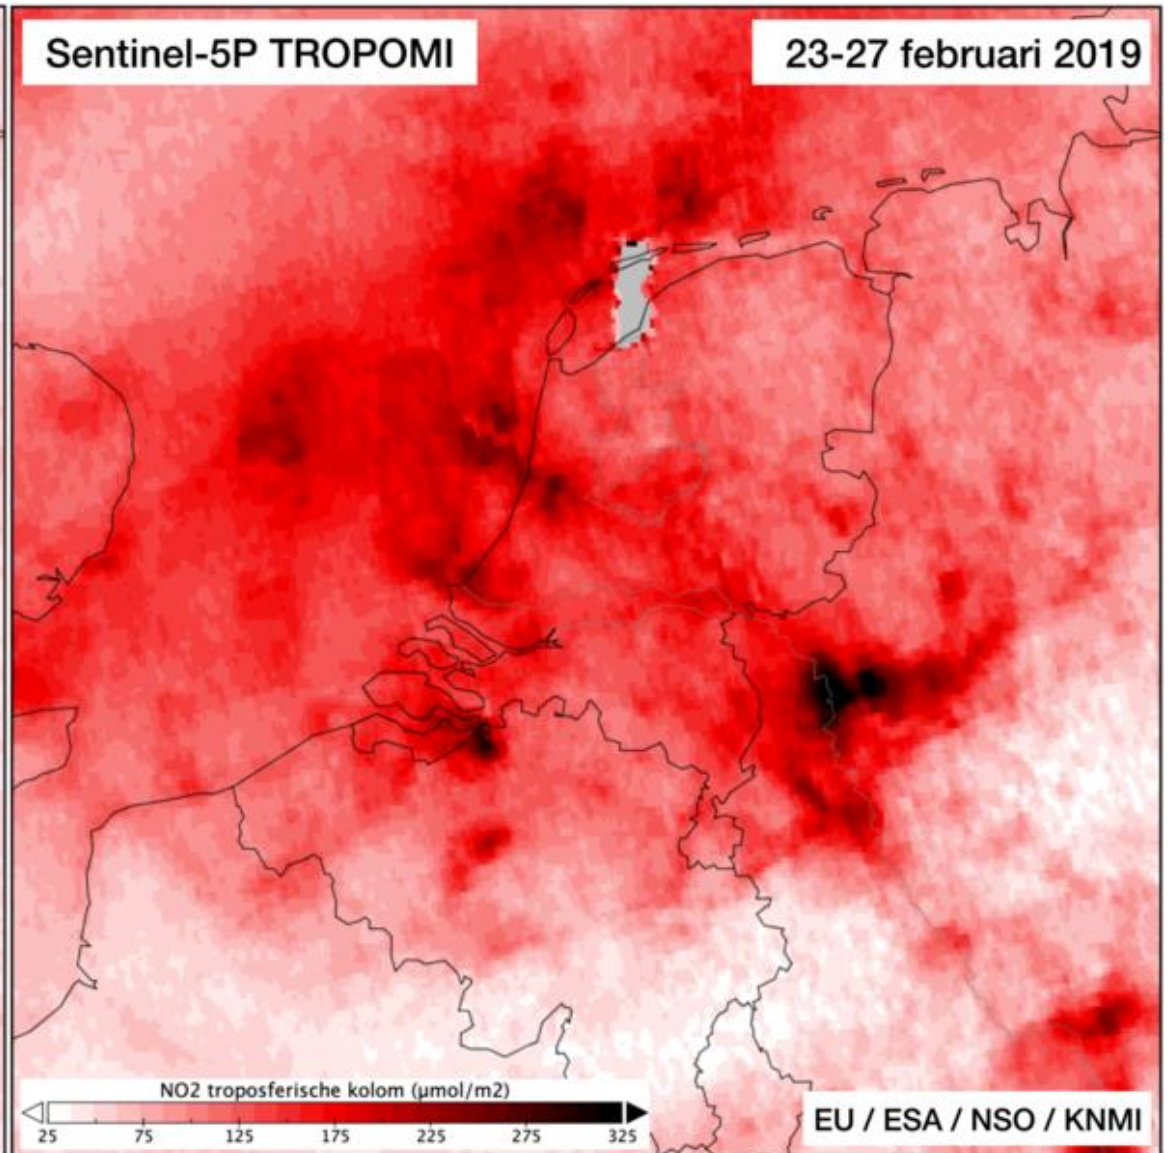 Sentinel-5P TROPOMI
23-27 februari 2019
NO2 troposferische kolom (µmol/m2)
25 75 125 175 225 275 325
EU / ESA / NSO / KNMI